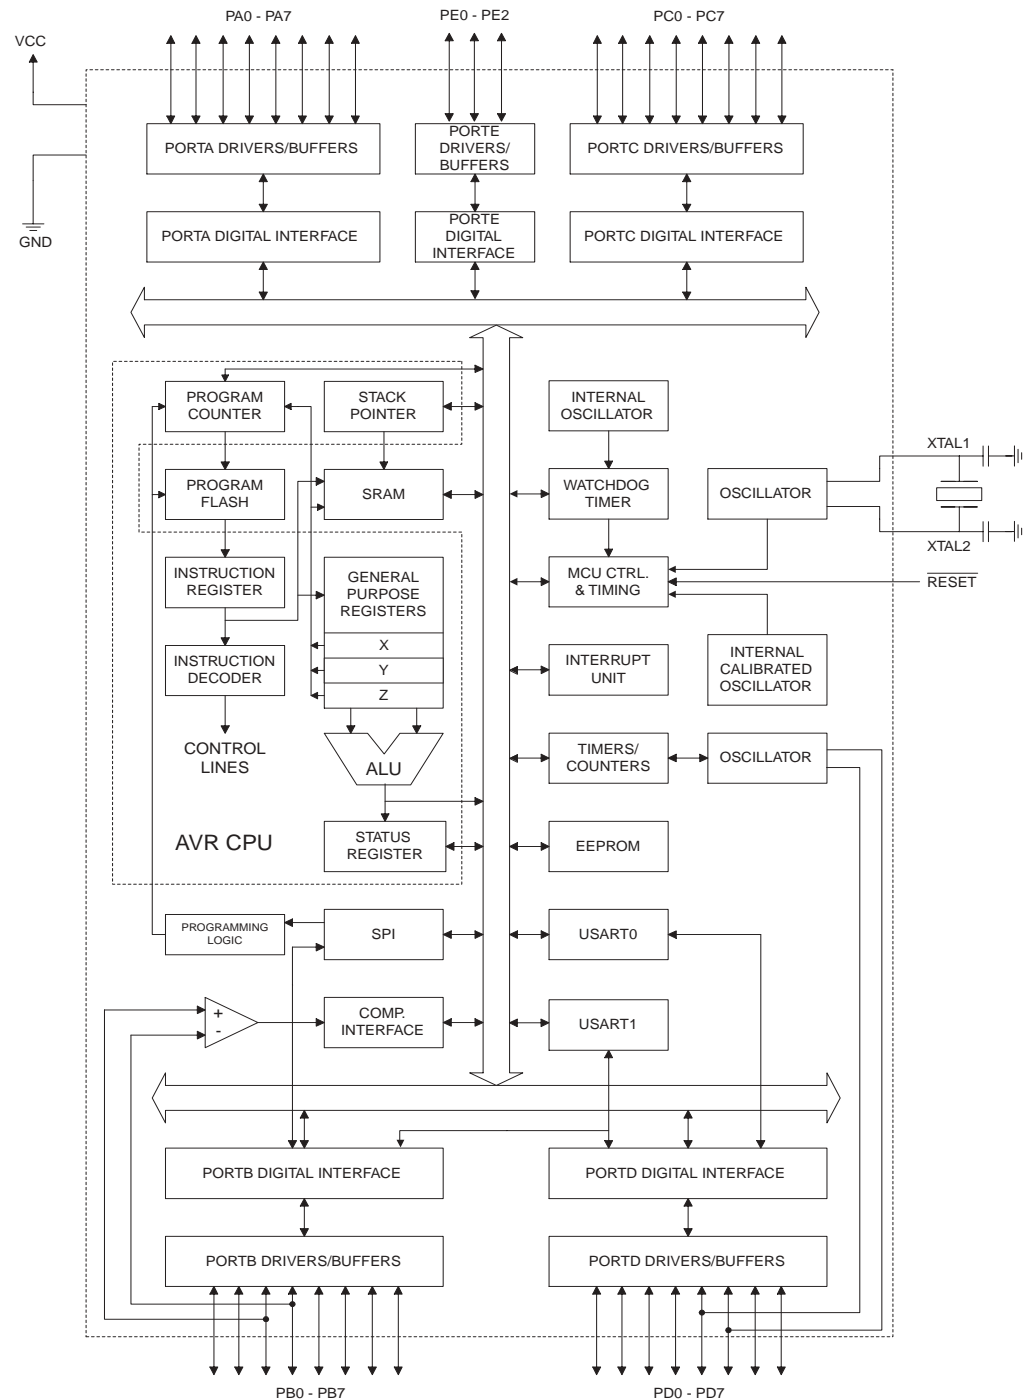 PA0 - PA7
PE0 - PE2
PC0 - PC7
VCC
PORTA DRIVERS/BUFFERS
PORTE
DRIVERS/
BUFFERS
PORTC DRIVERS/BUFFERS
GND
PORTA DIGITAL INTERFACE
PORTE
DIGITAL
INTERFACE
PORTC DIGITAL INTERFACE
PROGRAM
COUNTER
STACK
POINTER
INTERNAL
OSCILLATOR
XTAL1
PROGRAM
FLASH
SRAM
WATCHDOG
TIMER
OSCILLATOR
XTAL2
INSTRUCTION
REGISTER
GENERAL
PURPOSE
REGISTERS
MCU CTRL.
& TIMING
RESET
X
Y
Z
INSTRUCTION
DECODER
INTERRUPT
UNIT
INTERNAL
CALIBRATED
OSCILLATOR
CONTROL
LINES
ALU
TIMERS/
COUNTERS
OSCILLATOR
AVR CPU
STATUS
REGISTER
EEPROM
PROGRAMMING
LOGIC
SPI
USART0
+
-
COMP.
INTERFACE
USART1
PORTB DIGITAL INTERFACE
PORTD DIGITAL INTERFACE
PORTB DRIVERS/BUFFERS
PORTD DRIVERS/BUFFERS
PB0 - PB7
PD0 - PD7